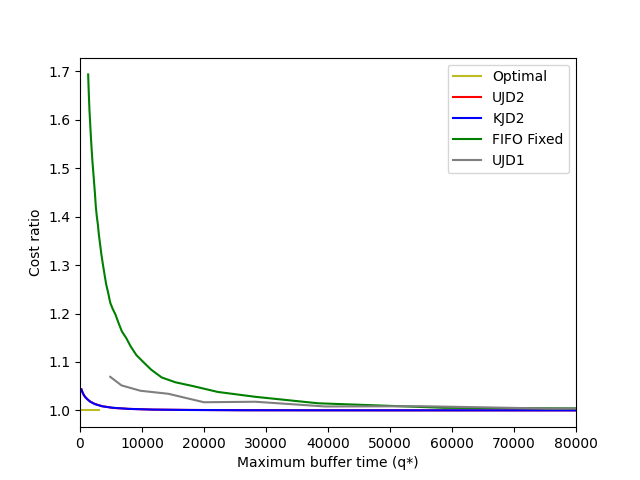 1.7
1.6
1.5
1.4
1.3
1.2
1.1
1.0
Cost ratio
0 10000 20000 30000 40000 50000 60000 70000 80000
Maximum buffer time (q*)
Optimal
UJD2
KJD2
FIFO Fixed
UJD1